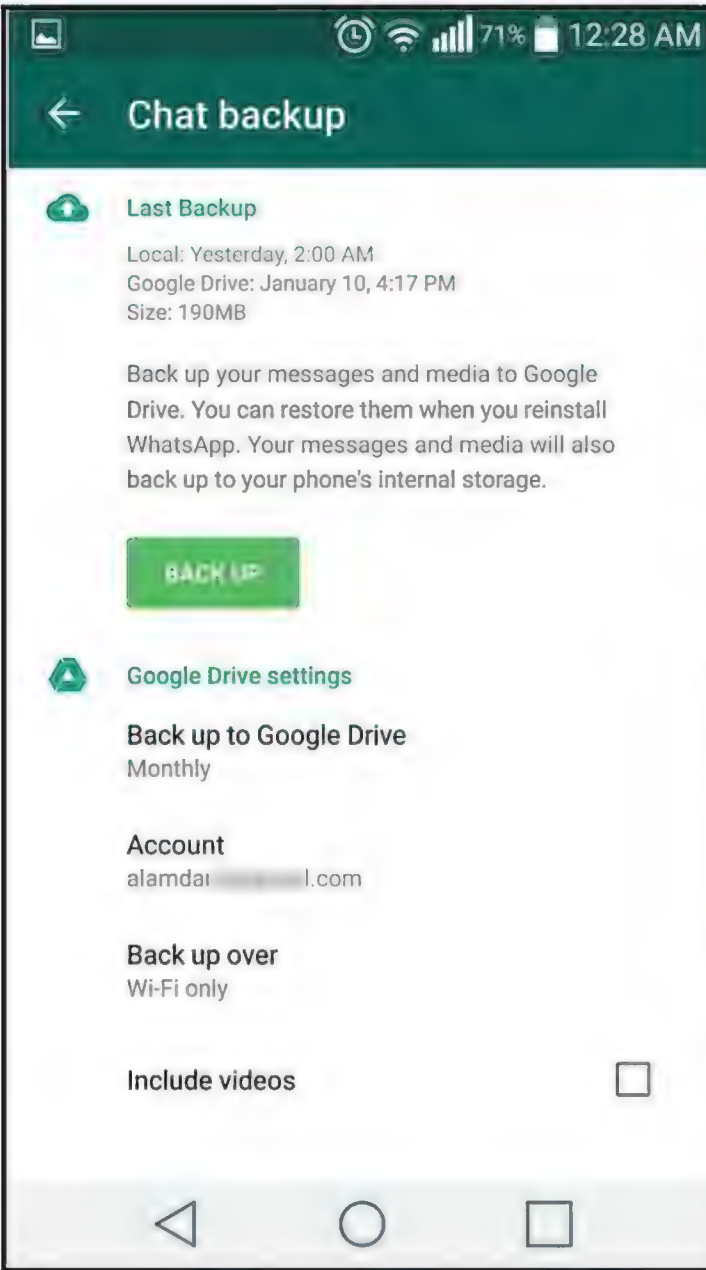 71% 12:28 AM
Chat backup
Last Backup
Local: Yesterday, 2:00 AM
Google Drive: January 10, 4:17 PM
Size: 190MB
Back up your messages and media to Google
Drive. You can restore them when you reinstall
WhatsApp. Your messages and media will also
back up to your phone's internal storage.
BACK UP
Google Drive settings
Back up to Google Drive
Monthly
Account
l.com
Back up over
Wi-Fi only
Include videos